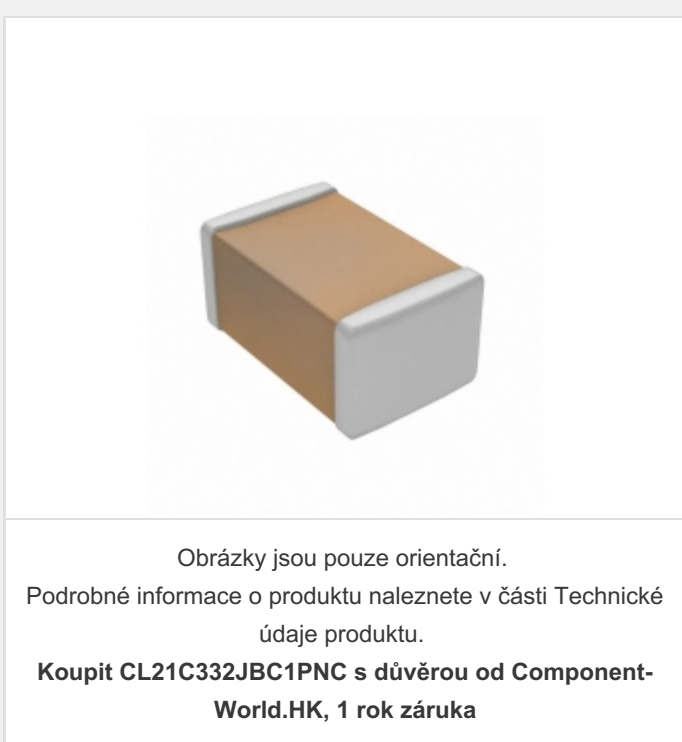 Obrázky jsou pouze orientační.
Podrobné informace o produktu naleznete v části Technické
údaje produktu.
Koupit CL21C332JBC1PNC s důvěrou od Component-
World.HK, 1 rok záruka